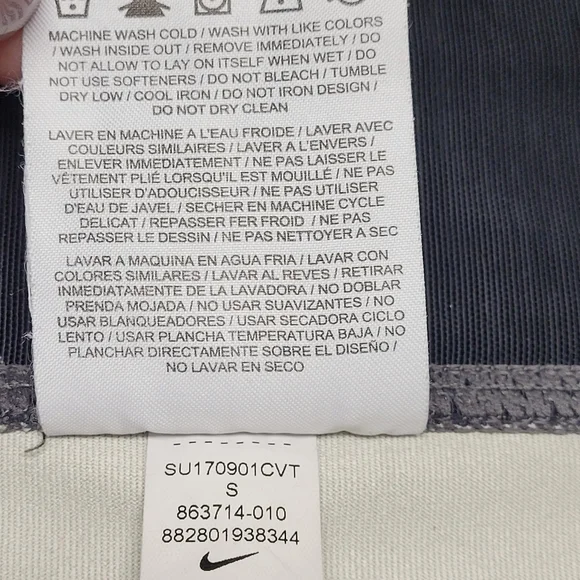 MACHINE WASH COLD / WASH WITH LIKE COLORS
/ WASH INSIDE OUT / REMOVE IMMEDIATELY / DO
NOT ALLOW TO LAY ON ITSELF WHEN WET / DO
NOT USE SOFTENERS / DO NOT BLEACH / TUMBLE
DRY LOW / COOL IRON / DO NOT IRON DESIGN /
DO NOT DRY CLEAN
LAVER EN MACHINE A L'EAU FROIDE / LAVER AVEC
COULEURS SIMILAIRES / LAVER A L'ENVERS /
ENLEVER IMMEDIATEMENT / NE PAS LAISSER LE
VÊTEMENT PLIÉ LORSQU'IL EST MOUILLÉ / NE PAS
UTILISER D'ADOUCISSEUR / NE PAS UTILISER
D'EAU DE JAVEL / SECHER EN MACHINE CYCLE
DELICAT / REPASSER FER FROID / NE PAS
REPASSER LE DESSIN / NE PAS NETTOYER A SEC
LAVAR A MAQUINA EN AGUA FRIA / LAVAR CON
COLORES SIMILARES / LAVAR AL REVES / RETIRAR
INMEDIATAMENTE DE LA LAVADORA / NO DOBLAR
PRENDA MOJADA / NO USAR SUAVIZANTES / NO
USAR BLANQUEADORES / USAR SECADORA CICLO
LENTO / USAR PLANCHA TEMPERATURA BAJA / NO
PLANCHAR DIRECTAMENTE SOBRE EL DISEÑO /
NO LAVAR EN SECO
SU170901CVT
S
863714-010
882801938344